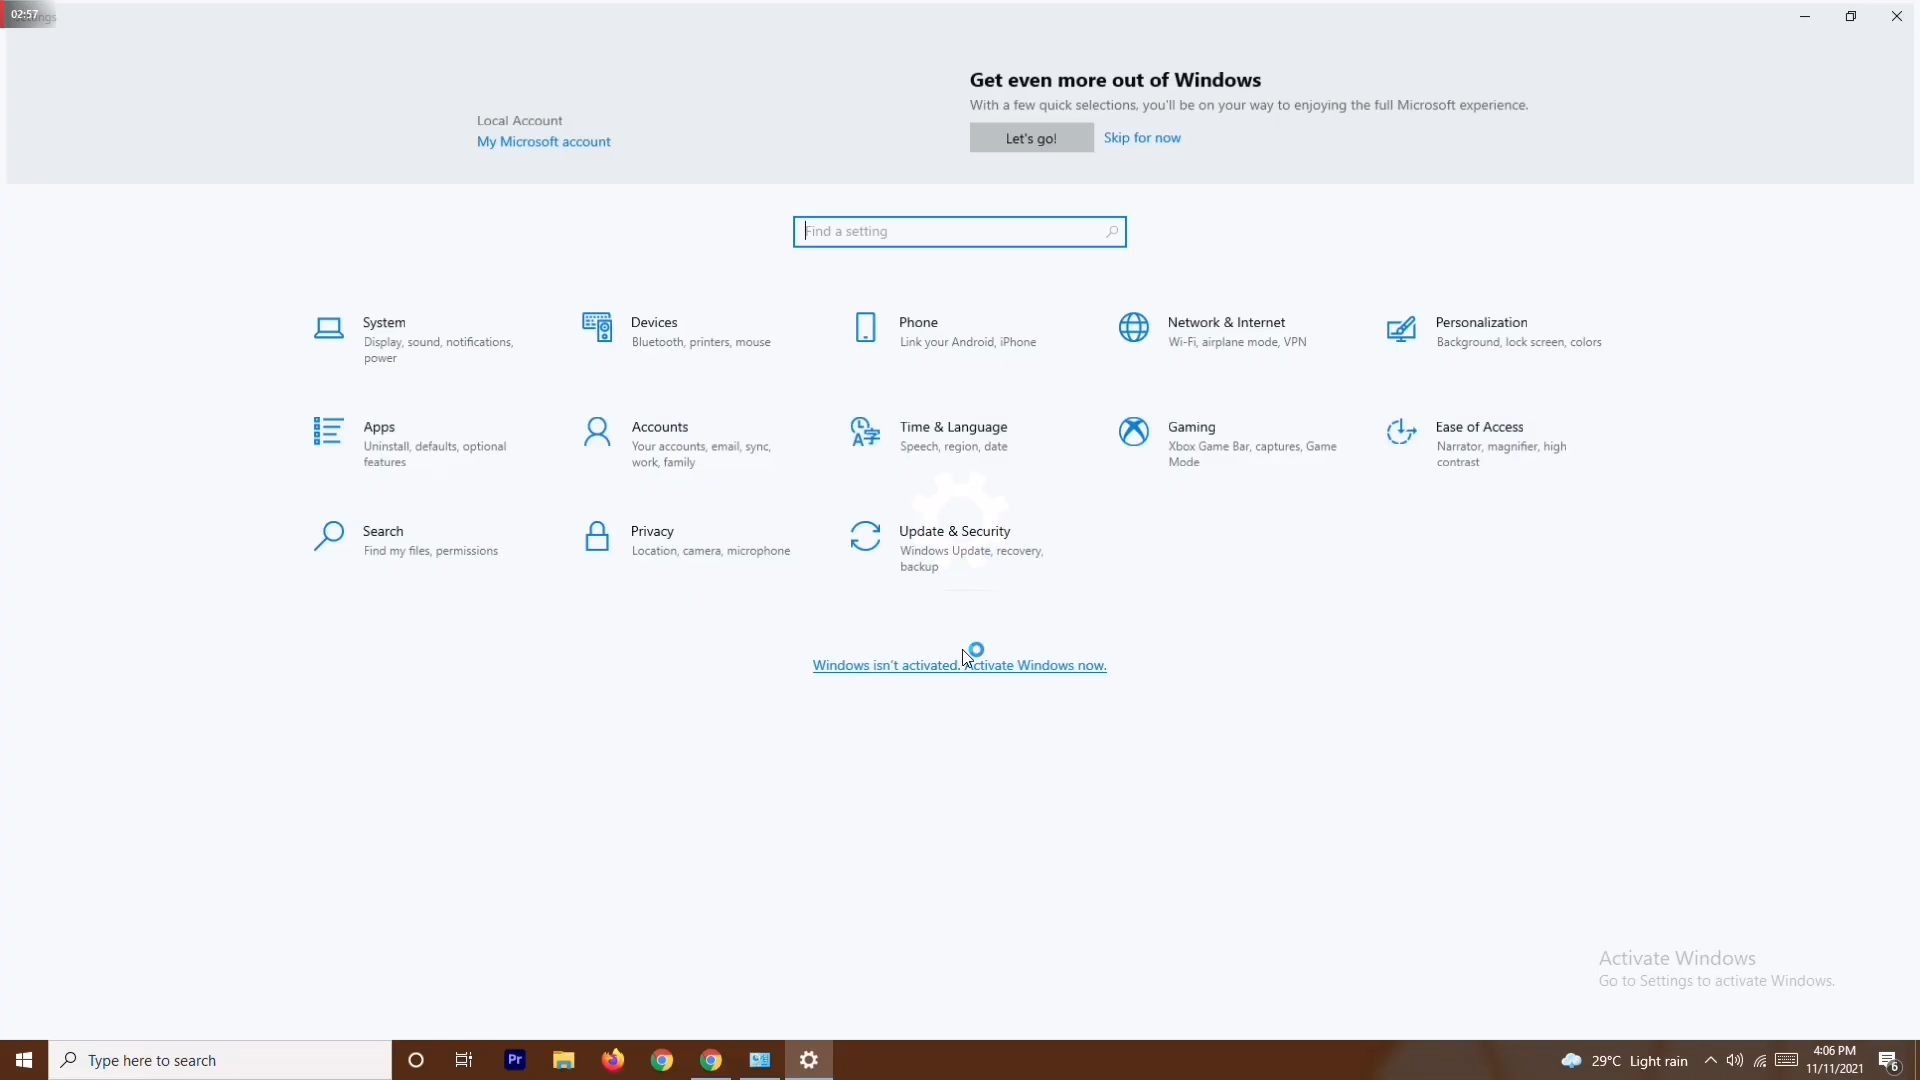 02:57
Get even more out of Windows
With a few quick selections, you'll be on your way to enjoying the full Microsoft experience.
Local Account
My Microsoft account
Let's go!
Skip for now
Find a setting
System
Display, sound, notifications,
power
Devices
Bluetooth, printers, mouse
Phone
Link your Android, iPhone
Network & Internet
Wi-Fi, airplane mode, VPN
Personalization
Background, lock screen, colors
Apps
Uninstall, defaults, optional
features
Accounts
Your accounts, email, sync,
work, family
Time & Language
Speech, region, date
Gaming
Xbox Game Bar, captures, Game
Mode
Ease of Access
Narrator, magnifier, high
contrast
Search
Find my files, permissions
Privacy
Location, camera, microphone
Update & Security
Windows Update, recovery,
backup
Windows isn't activated. Activate Windows now.
Activate Windows
Go to Settings to activate Windows.
Type here to search
Pr
29°C Light rain
4:06 PM
11/11/2021
6